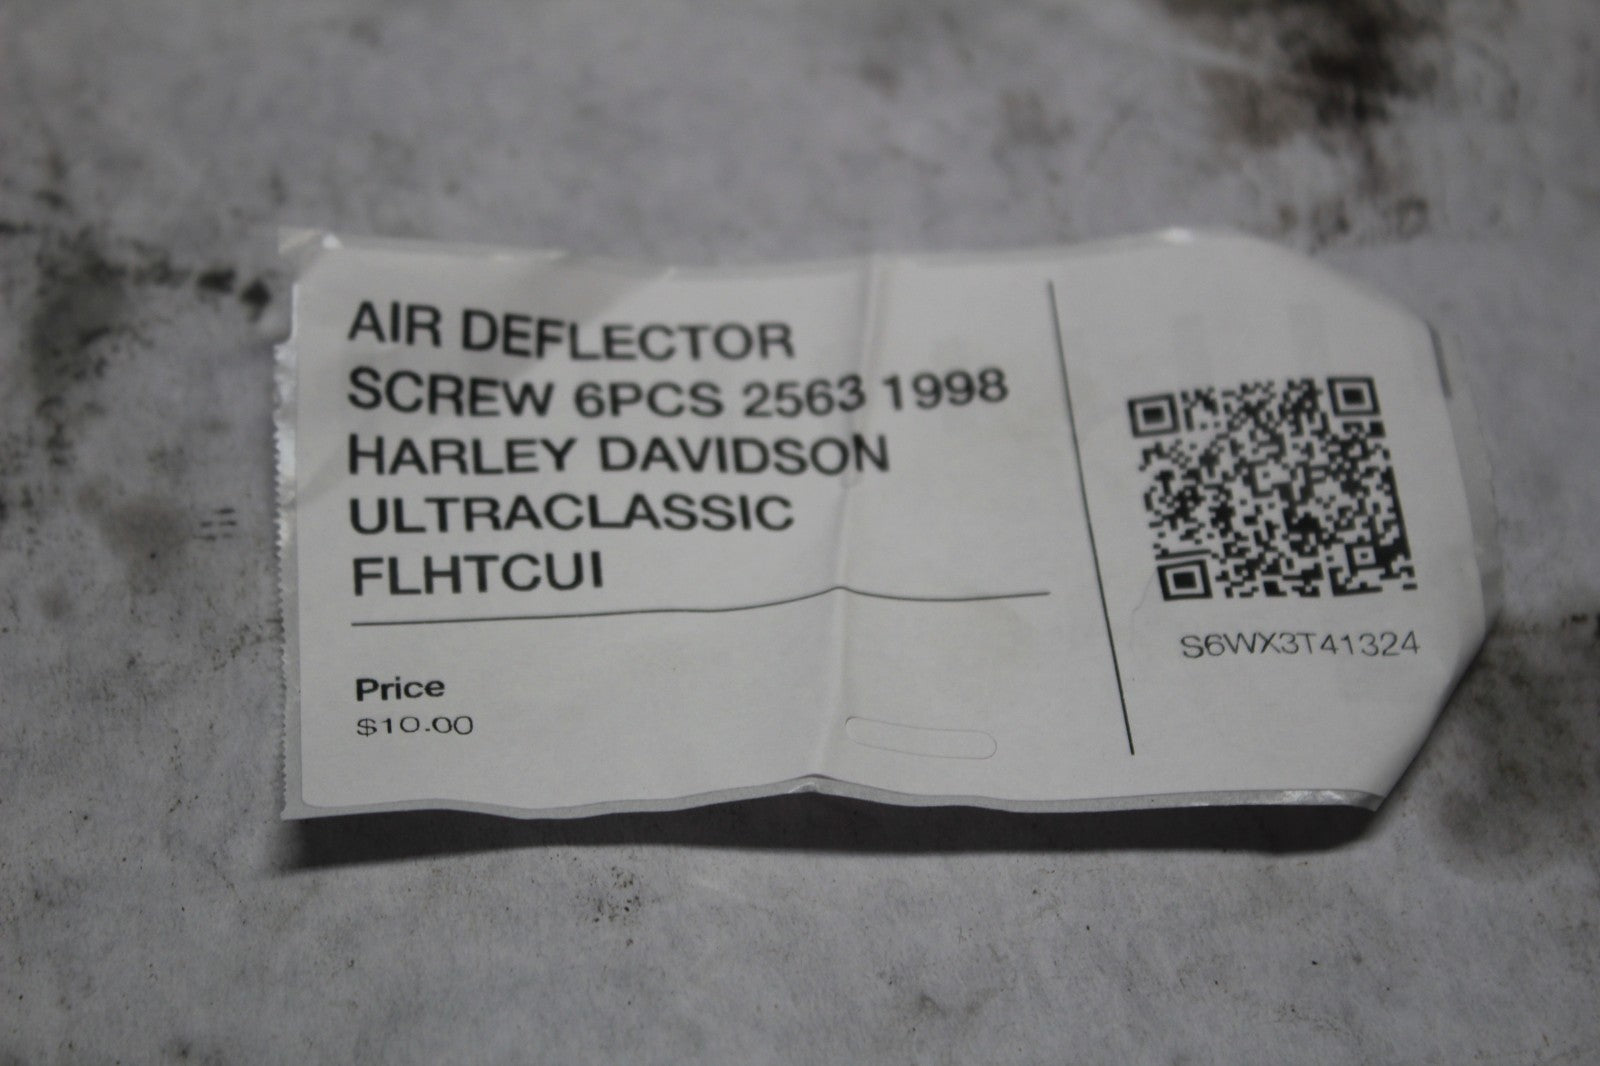 AIR DEFLECTOR
SCREW 6PCS 2563 1998
HARLEY DAVIDSON
ULTRACLASSIC
FLHTCUI
Price
$10.00
S6WX3T41324